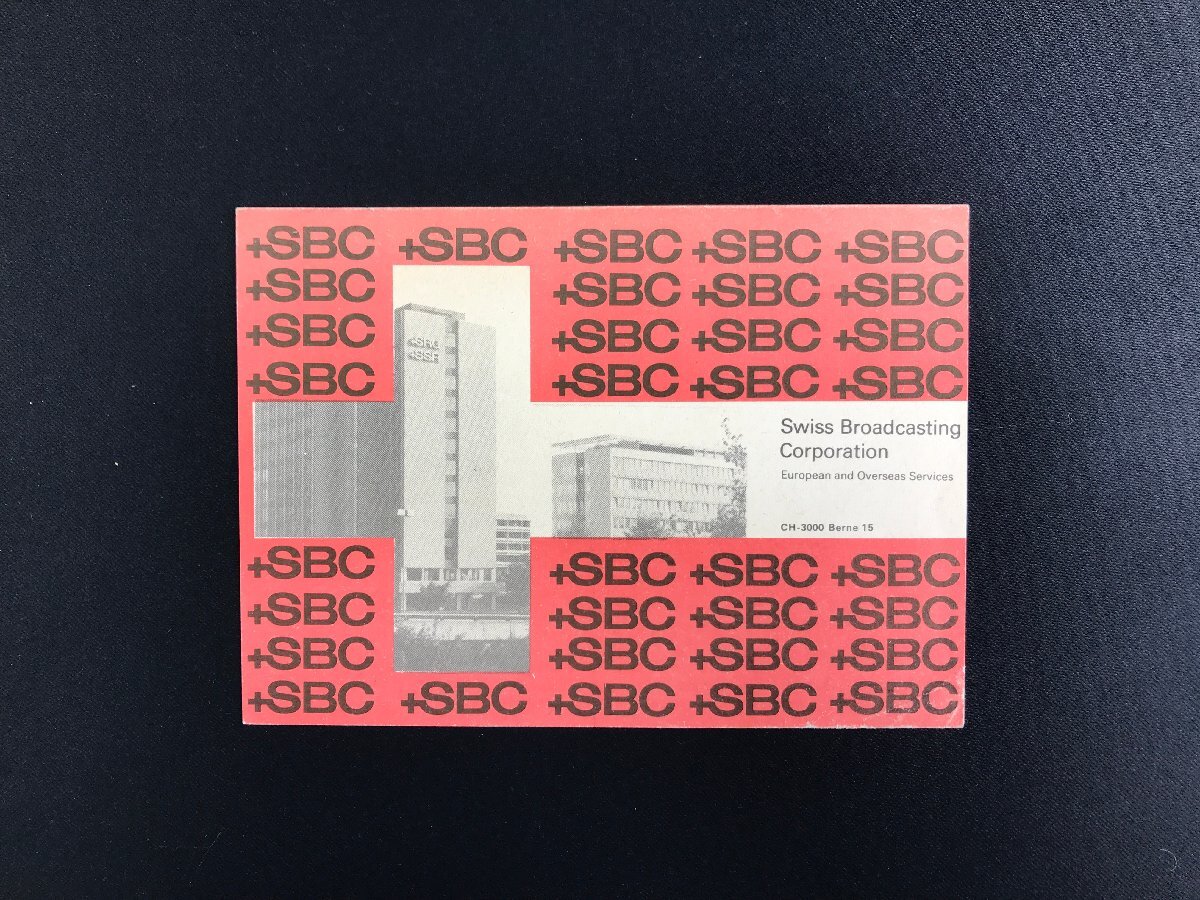 +SBC +SBC +SBC +SBC +SBC
+SBC +SBC +SBC +SBC
+SBC +SBC +SBC +SBC
+SBC +SBC +SBC +SBC
+SRG
+SSR
Swiss Broadcasting
Corporation
European and Overseas Services
CH-3000 Berne 15
+SBC +SBC +SBC +SBC
+SBC +SBC +SBC +SBC
+SBC +SBC +SBC +SBC
+SBC +SBC +SBC +SBC +SBC